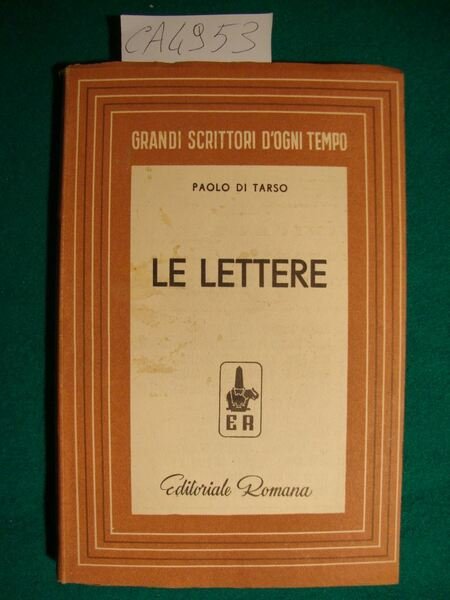 CA4953
GRANDI SCRITTORI D'OGNI TEMPO
PAOLO DI TARSO
LE LETTERE
ER
Editoriale Romana